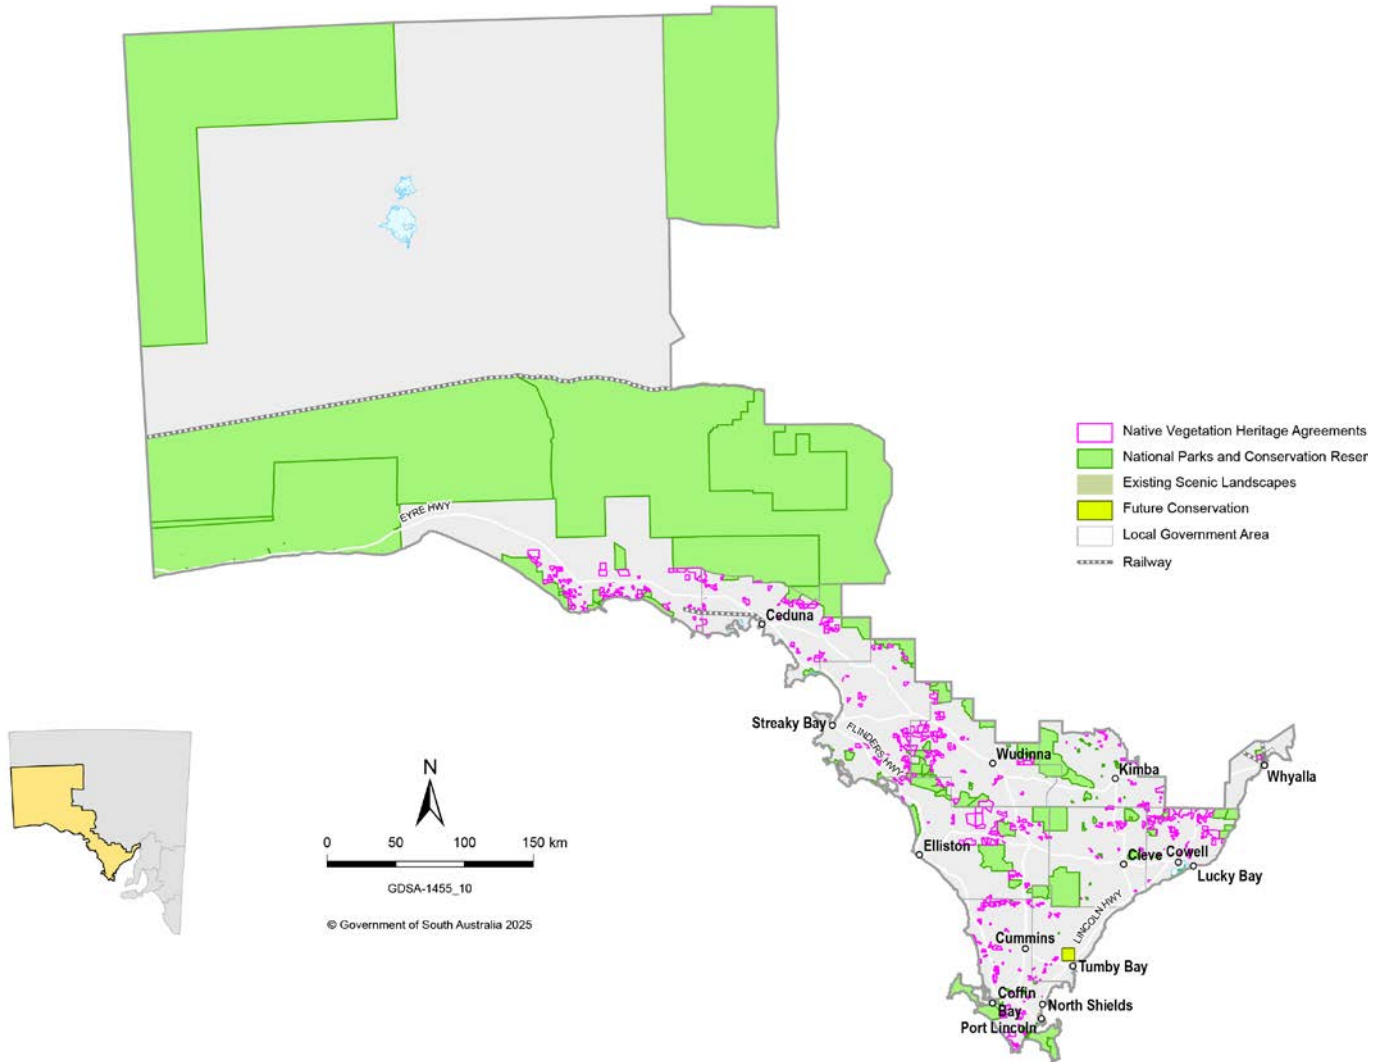 EYRE HWY
Native Vegetation Heritage Agreements
National Parks and Conservation Reser
Existing Scenic Landscapes
Future Conservation
Local Government Area
Railway
Ceduna
Streaky Bay
FLINDERS HWY
Wudinna
Kimba
Whyalla
N
0 50 100 150 km
GDSA-1455_10
© Government of South Australia 2025
Elliston
Cleve
Cowell
Lucky Bay
LINCOLN HWY
Cummins
Tumby Bay
Coffin
Bay
North Shields
Port Lincoln